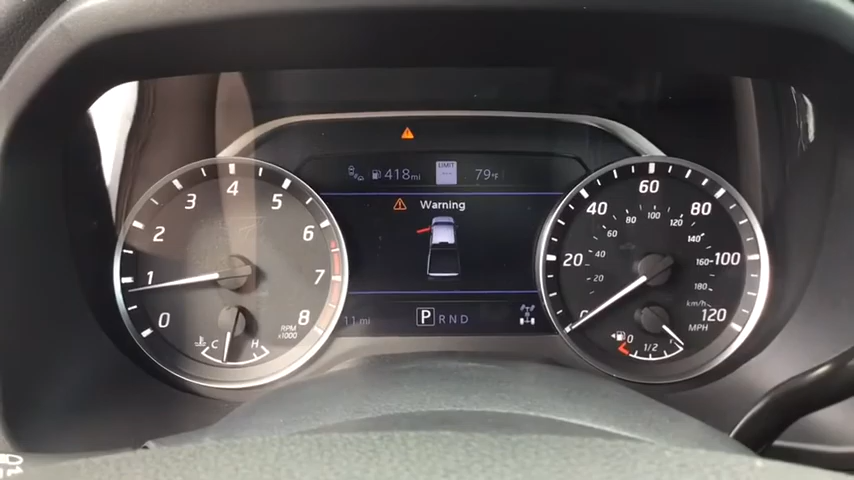 418mi
LIMIT
79°F
Warning
11 mi
P R N D
0
1
2
3
4
5
6
7
8
RPM
x1000
C H
0
20
40
60
80
100
120
MPH
20
40
60
80
100
120
140
160
180
km/h
0 1/2